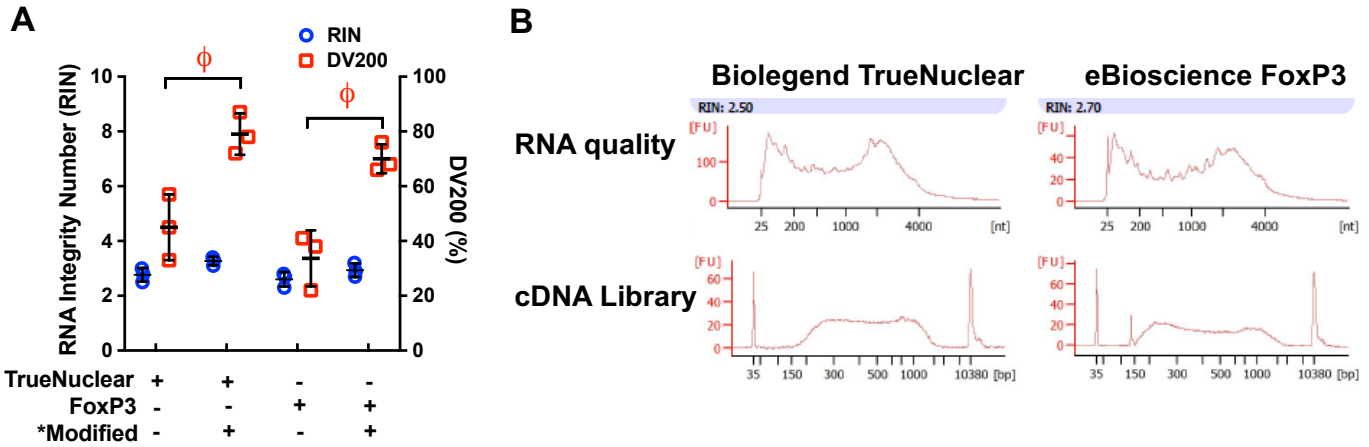 A
RIN
DV200
ϕ
ϕ
RNA Integrity Number (RIN)
10
8
6
4
2
0
100
80
60
40
20
0
DV200 (%)
TrueNuclear + + - -
FoxP3 - - + +
*Modified - + - +
B
Biolegend TrueNuclear eBioscience FoxP3
RNA quality
RIN: 2.50
[FU]
100
0
25 200 1000 4000 [nt]
RIN: 2.70
[FU]
40
20
0
25 200 1000 4000 [nt]
cDNA Library
[FU]
60
40
20
0
35 150 300 500 1000 10380 [bp]
[FU]
60
40
20
0
35 150 300 500 1000 10380 [bp]